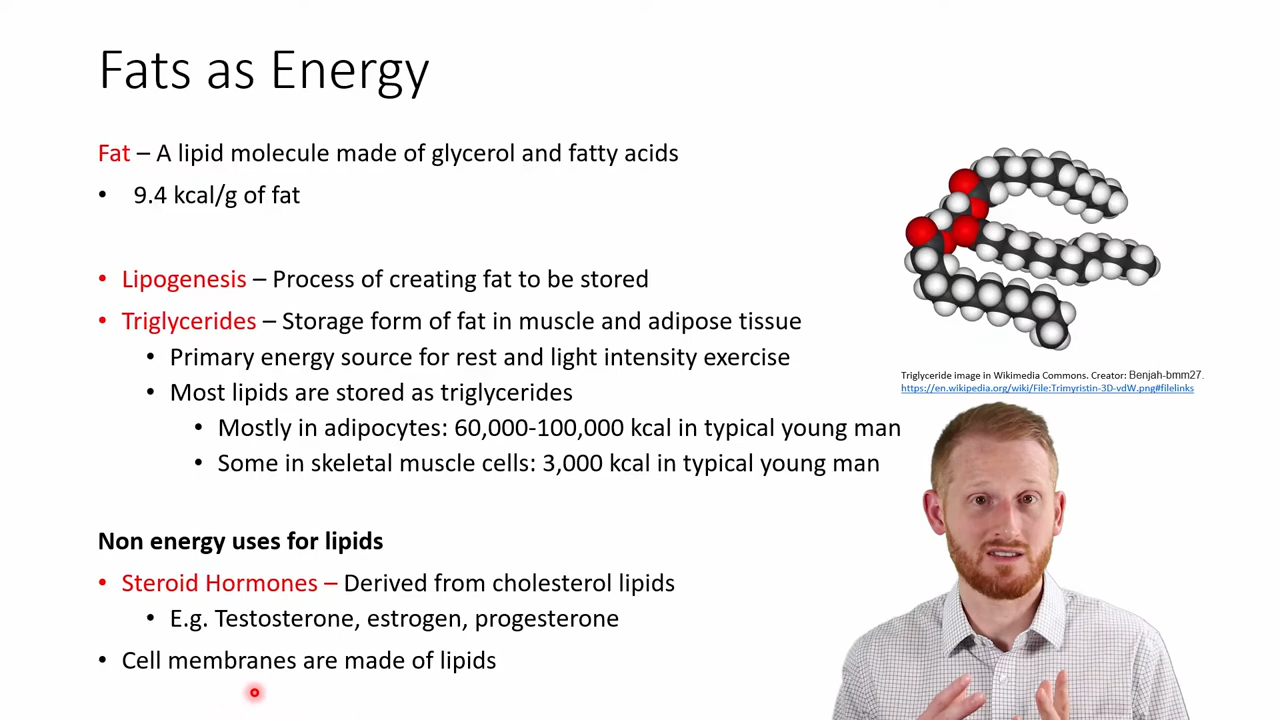 Fats as Energy
Fat – A lipid molecule made of glycerol and fatty acids
• 9.4 kcal/g of fat
• Lipogenesis – Process of creating fat to be stored
• Triglycerides – Storage form of fat in muscle and adipose tissue
• Primary energy source for rest and light intensity exercise
• Most lipids are stored as triglycerides
• Mostly in adipocytes: 60,000-100,000 kcal in typical young man
• Some in skeletal muscle cells: 3,000 kcal in typical young man
Non energy uses for lipids
• Steroid Hormones – Derived from cholesterol lipids
• E.g. Testosterone, estrogen, progesterone
• Cell membranes are made of lipids
Triglyceride image in Wikimedia Commons. Creator: Benjah-bmm27.
https://en.wikipedia.org/wiki/File:Trimyristin-3D-vdW.png#filelinks